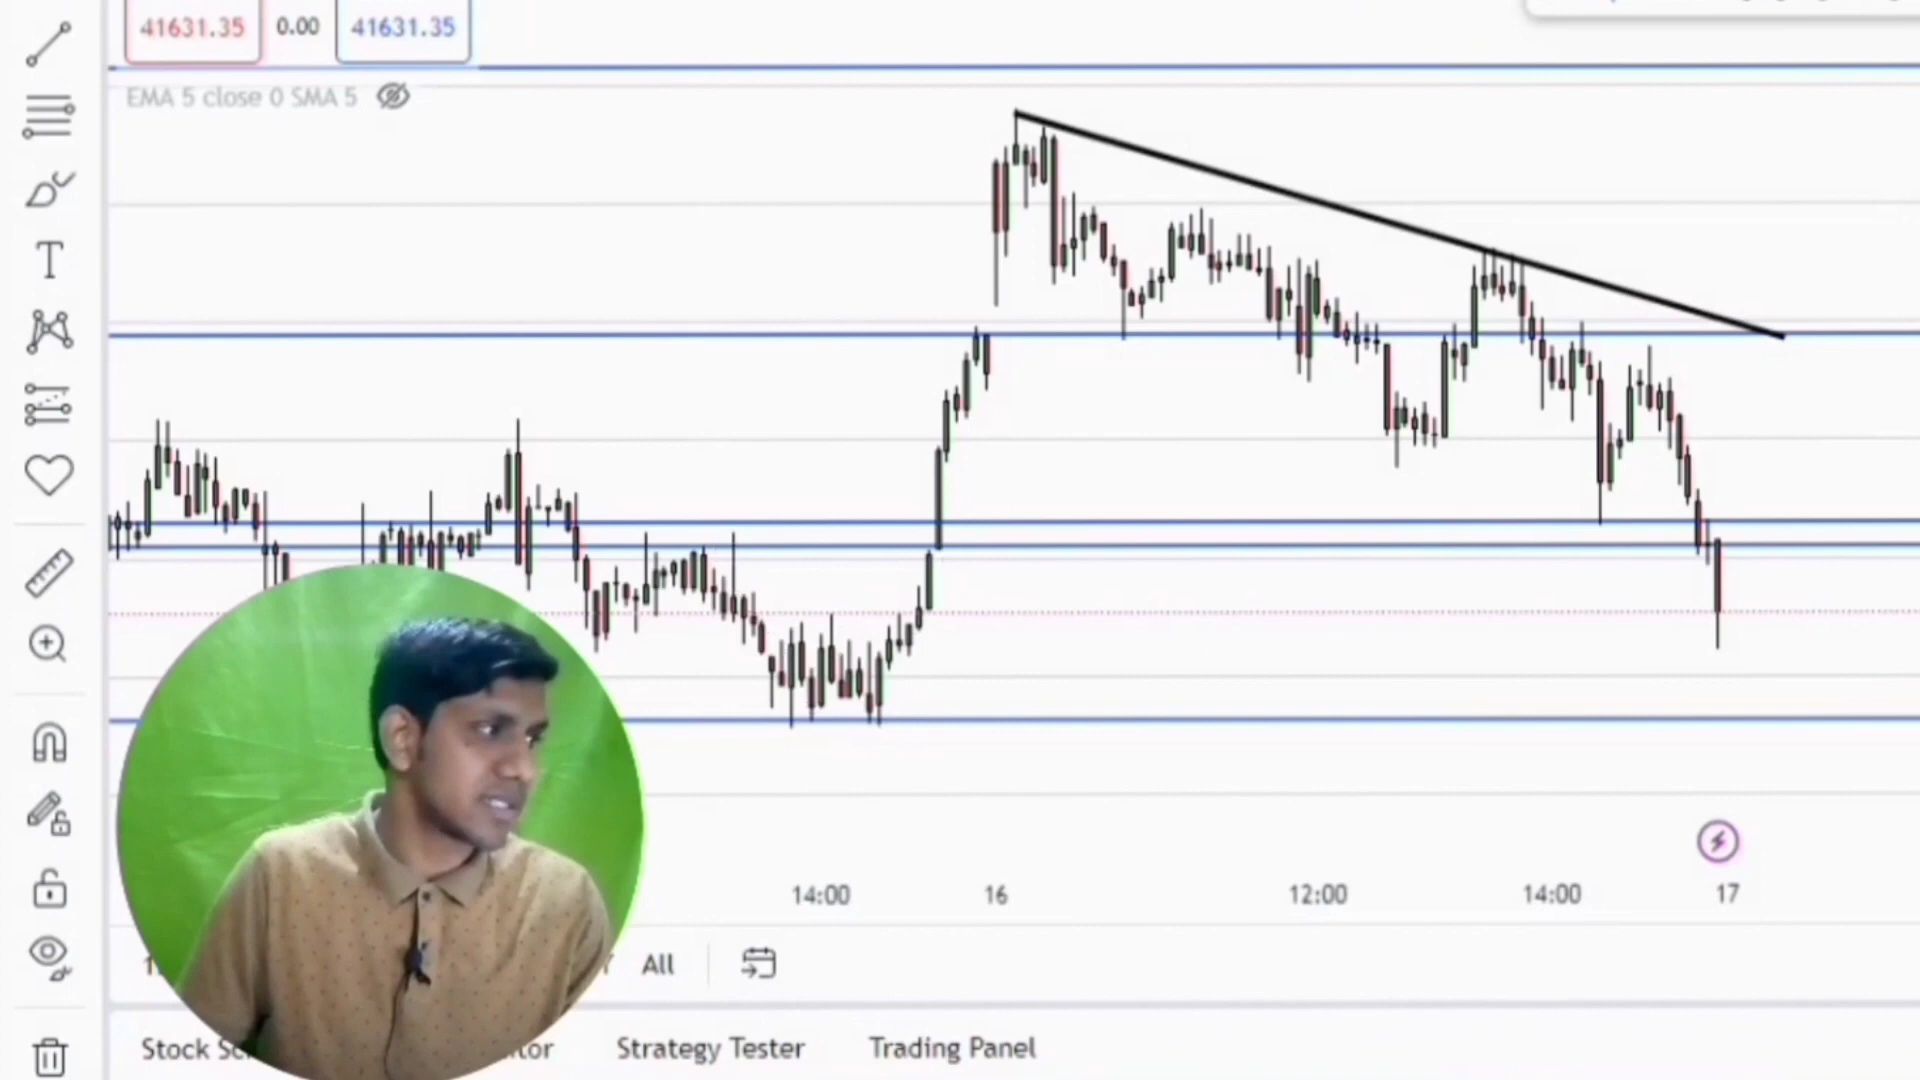 41631.35 0.00 41631.35
EMA 5 close 0 SMA 5
T
14:00 16 12:00 14:00 17
All
Stock Strategy Tester Trading Panel